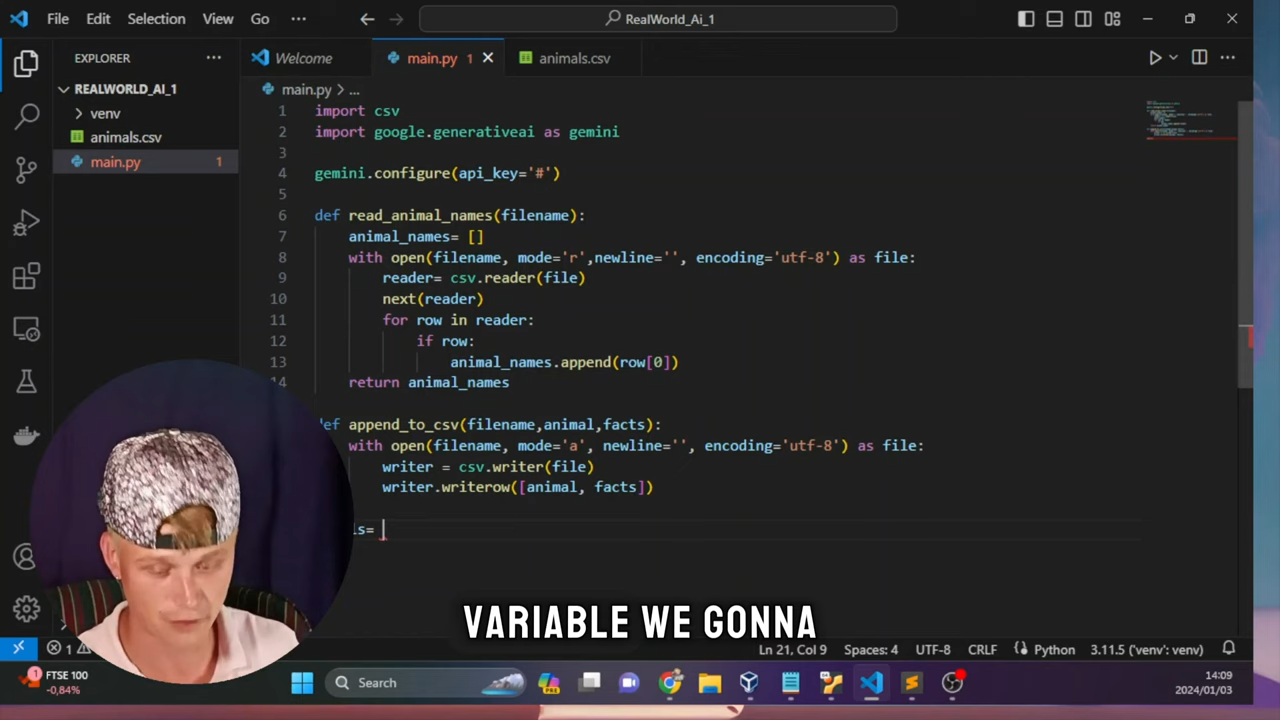 File Edit Selection View Go ··· RealWorld_Ai_1
EXPLORER ··· Welcome main.py 1 animals.csv
REALWORLD_AI_1
venv
animals.csv
main.py 1
main.py > ...
1 import csv
2 import google.generativeai as gemini
3
4 gemini.configure(api_key='#')
5
6 def read_animal_names(filename):
7 animal_names= []
8 with open(filename, mode='r',newline='', encoding='utf-8') as file:
9 reader= csv.reader(file)
10 next(reader)
11 for row in reader:
12 if row:
13 animal_names.append(row[0])
14 return animal_names
def append_to_csv(filename,animal,facts):
with open(filename, mode='a', newline='', encoding='utf-8') as file:
writer = csv.writer(file)
writer.writerow([animal, facts])
ls=
VARIABLE WE GONNA
1 Ln 21, Col 9 Spaces: 4 UTF-8 CRLF Python 3.11.5 ('venv': venv)
1 FTSE 100
-0,84%
Search
PRE
14:09
2024/01/03